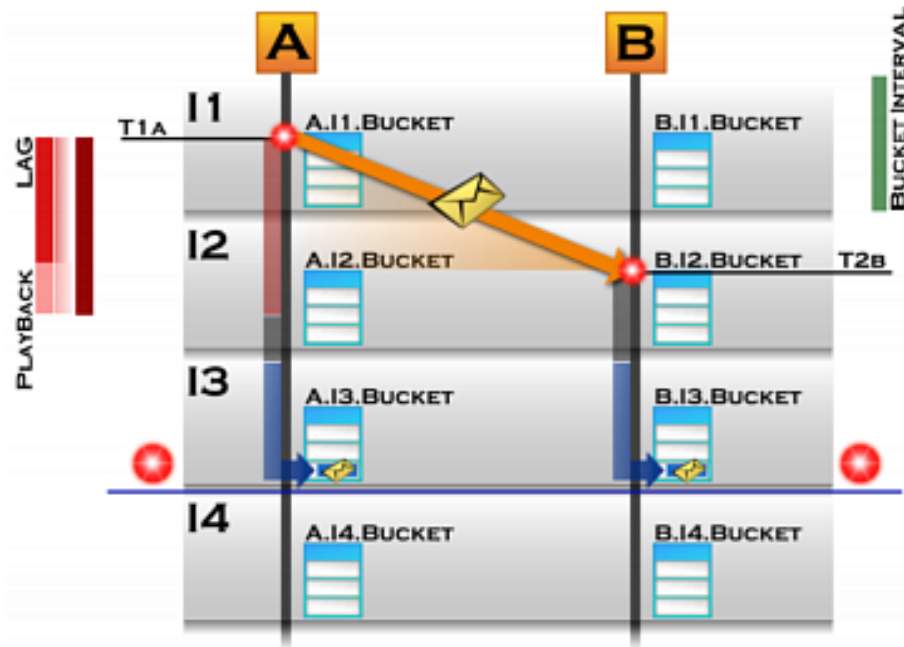 A
B
I1
A.I1.BUCKET
B.I1.BUCKET
T1A
LAG
PLAYBACK
BUCKET INTERVAL
I2
A.I2.BUCKET
B.I2.BUCKET
T2B
I3
A.I3.BUCKET
B.I3.BUCKET
I4
A.I4.BUCKET
B.I4.BUCKET